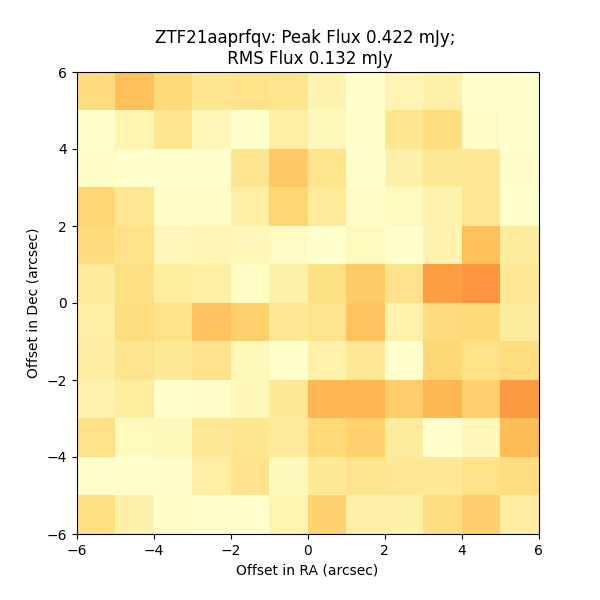 ZTF21aaprfqv: Peak Flux 0.422 mJy;
RMS Flux 0.132 mJy
6
4
2
0
−2
−4
−6
Offset in Dec (arcsec)
−6 −4 −2 0 2 4 6
Offset in RA (arcsec)